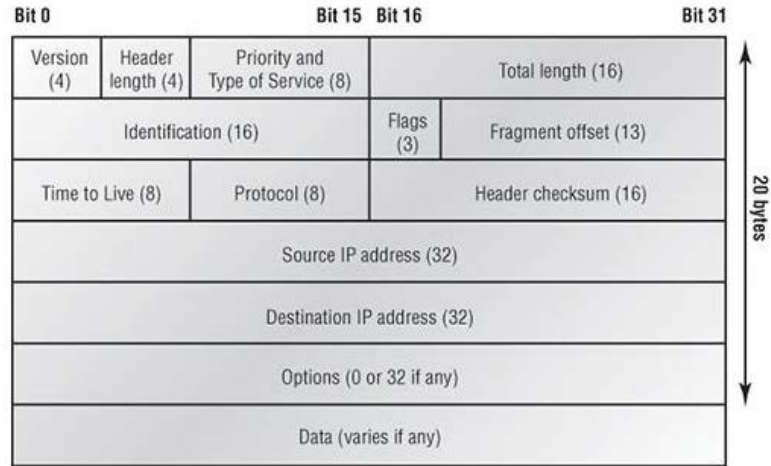 Bit 0 Bit 15 Bit 16 Bit 31
Version Header Priority and
(4) length (4) Type of Service (8) Total length (16)
Identification (16) Flags Fragment offset (13)
(3)
Time to Live (8) Protocol (8) Header checksum (16)
Source IP address (32)
Destination IP address (32)
Options (0 or 32 if any)
Data (varies if any)
20 bytes